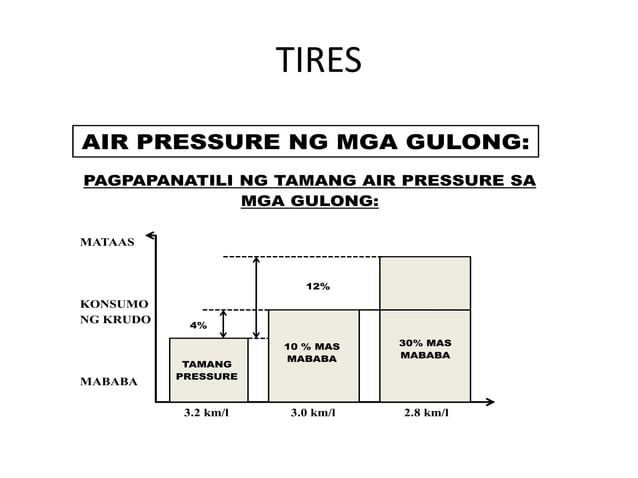 TIRES
AIR PRESSURE NG MGA GULONG:
PAGPAPANATILI NG TAMANG AIR PRESSURE SA
MGA GULONG:
MATAAS
12%
KONSUMO
NG KRUDO
4%
10 % MAS
MABABA
30% MAS
MABABA
TAMANG
PRESSURE
MABABA
3.2 km/l
3.0 km/l
2.8 km/l